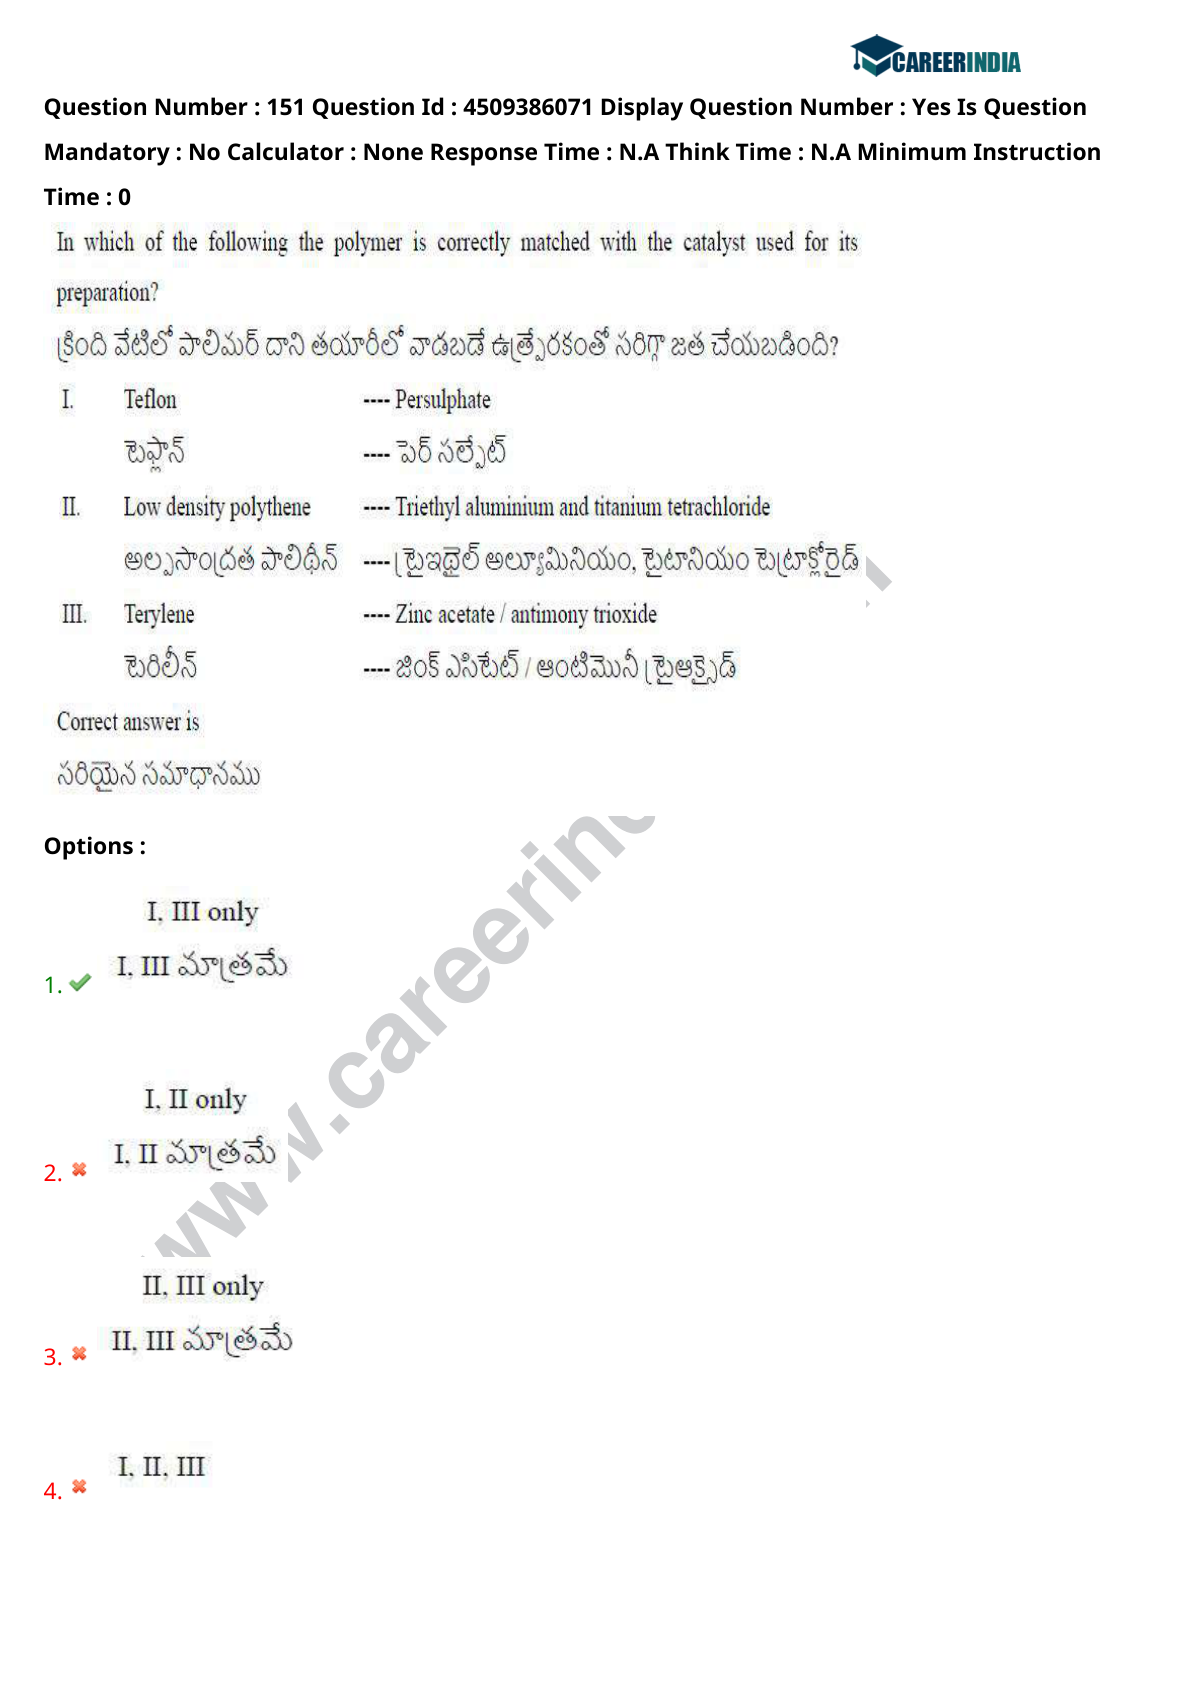 CAREERINDIA
Question Number : 151 Question Id : 4509386071 Display Question Number : Yes Is Question
Mandatory : No Calculator : None Response Time : N.A Think Time : N.A Minimum Instruction
Time : 0
In which of the following the polymer is correctly matched with the catalyst used for its
preparation?
క్రింది వేటిలో పాలిమర్ దాని తయారీలో వాడబడే ఉత్ప్రేరకంతో సరిగ్గా జత చేయబడింది?
I. Teflon ---- Persulphate
టెఫ్లాన్ ---- పెర్ సల్ఫేట్
II. Low density polythene ---- Triethyl aluminium and titanium tetrachloride
అల్పసాంద్రత పాలిథీన్ ---- ట్రైఇథైల్ అల్యూమినియం, టైటానియం టెట్రాక్లోరైడ్
III. Terylene ---- Zinc acetate / antimony trioxide
టెరిలీన్ ---- జింక్ ఎసిటేట్ / ఆంటిమొనీ ట్రైఆక్సైడ్
Correct answer is
సరియైన సమాధానము
Options :
I, III only
1. I, III మాత్రమే
I, II only
2. I, II మాత్రమే
II, III only
3. II, III మాత్రమే
4. I, II, III